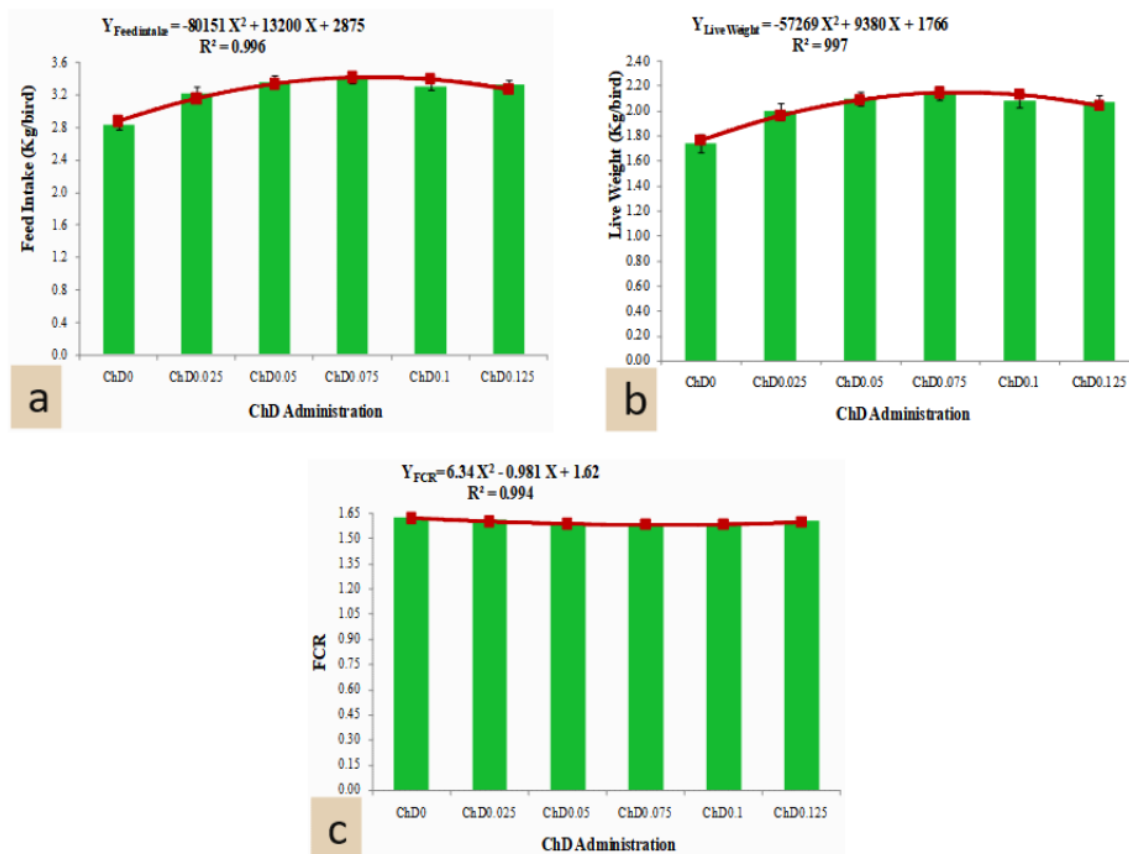 Y Feed intake = -80151 X² + 13200 X + 2875
R² = 0.996
3.6
3.2
2.8
2.4
2.0
1.6
1.2
0.8
0.4
0.0
Feed Intake (Kg/bird)
ChD0 ChD0.025 ChD0.05 ChD0.075 ChD0.1 ChD0.125
ChD Administration
a
Y Live Weight = -57269 X² + 9380 X + 1766
R² = 997
2.40
2.20
2.00
1.80
1.60
1.40
1.20
1.00
0.80
0.60
0.40
0.20
0.00
Live Weight (Kg/bird)
ChD0 ChD0.025 ChD0.05 ChD0.075 ChD0.1 ChD0.125
ChD Administration
b
Y FCR=6.34 X² - 0.981 X + 1.62
R² = 0.994
1.65
1.50
1.35
1.20
1.05
0.90
0.75
0.60
0.45
0.30
0.15
0.00
FCR
ChD0 ChD0.025 ChD0.05 ChD0.075 ChD0.1 ChD0.125
ChD Administration
c